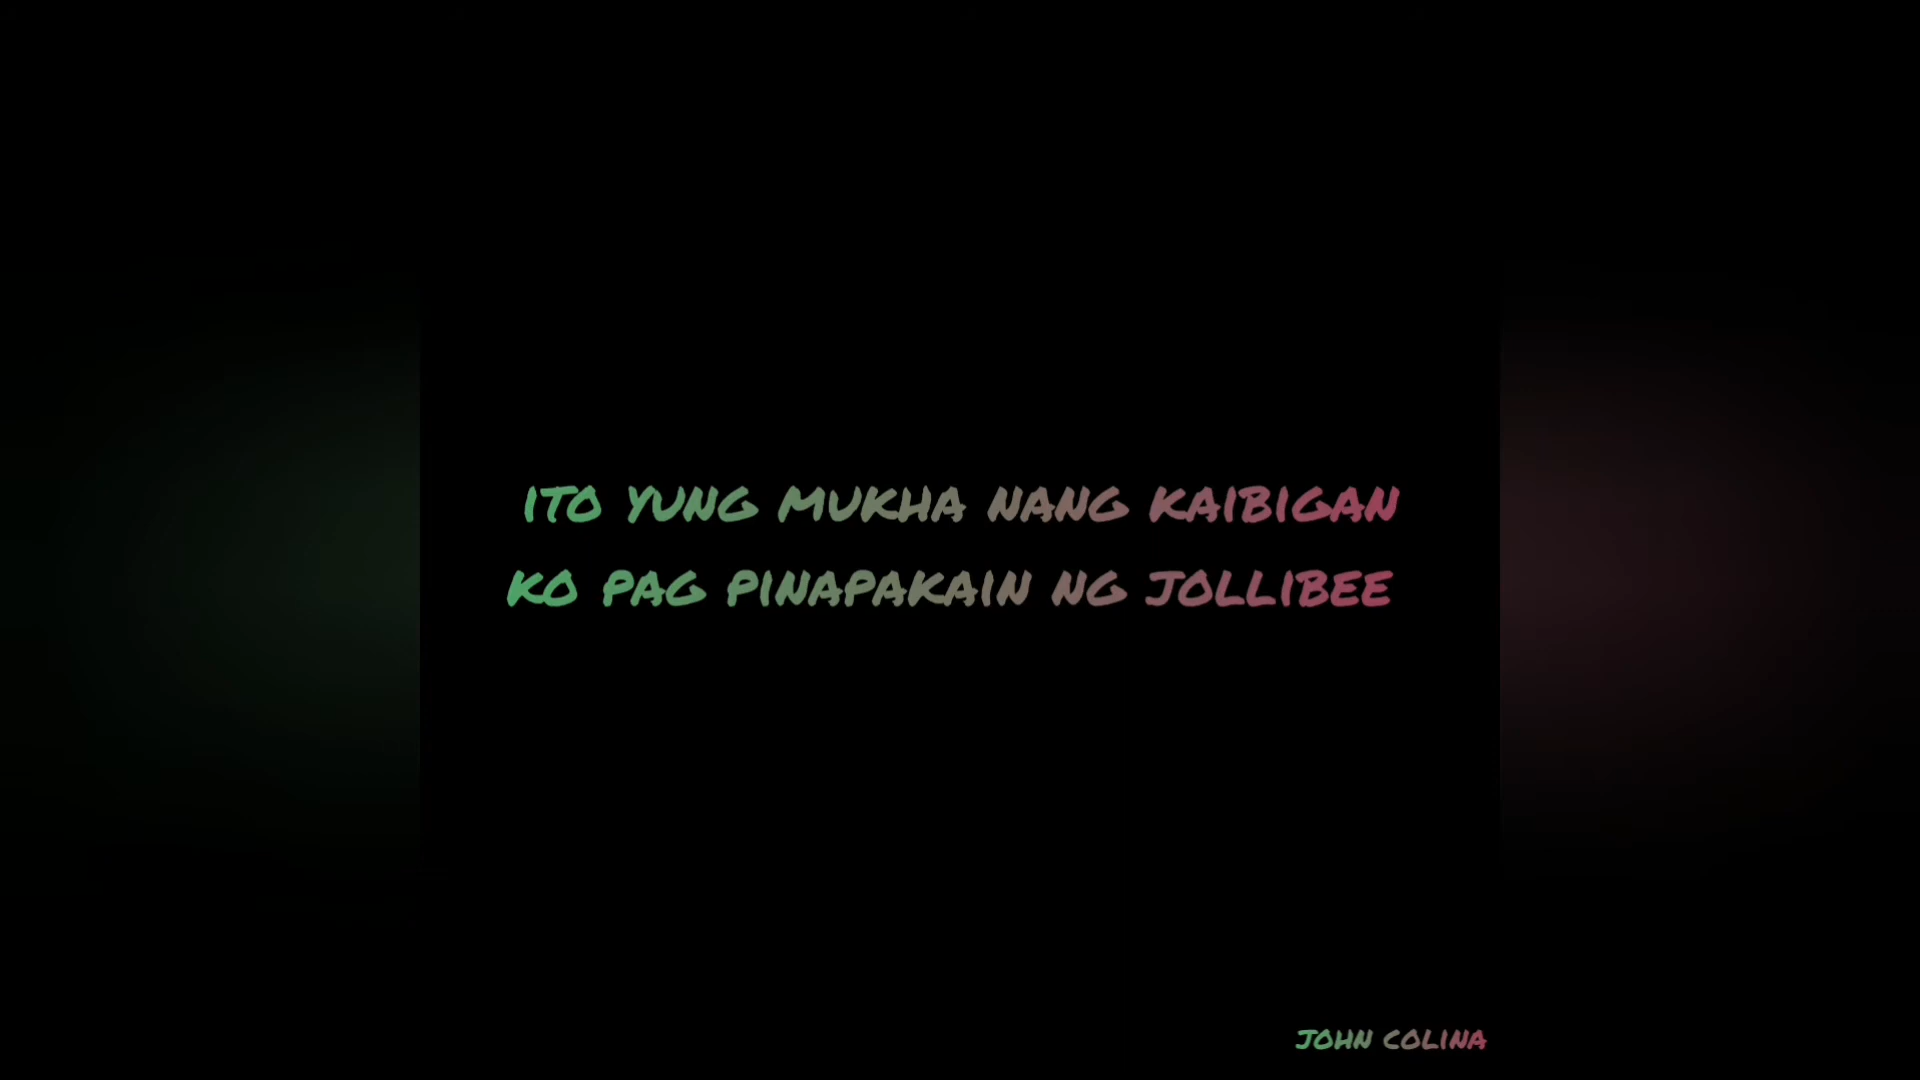 ITO YUNG MUKHA NANG KAIBIGAN
KO PAG PINAPAKAIN NG JOLLIBEE
JOHN COLINA